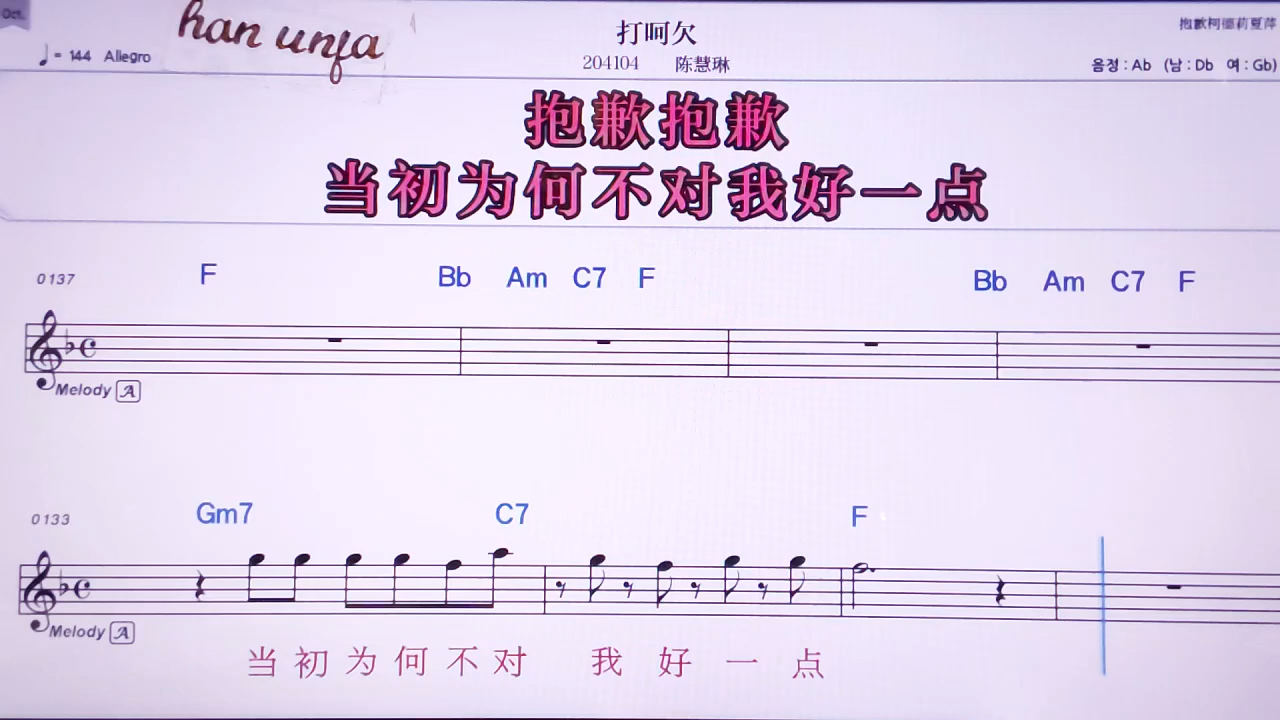 Oct.
han unja
打呵欠
抱歉柯德莉夏萍
♩= 144 Allegro
204104 陈慧琳
음정 : Ab (남 : Db 여 : Gb)
抱歉抱歉
当初为何不对我好一点
0137 F Bb Am C7 F Bb Am C7 F
Melody A
0133 Gm7 C7 F
Melody A
当初为何不对 我好一点